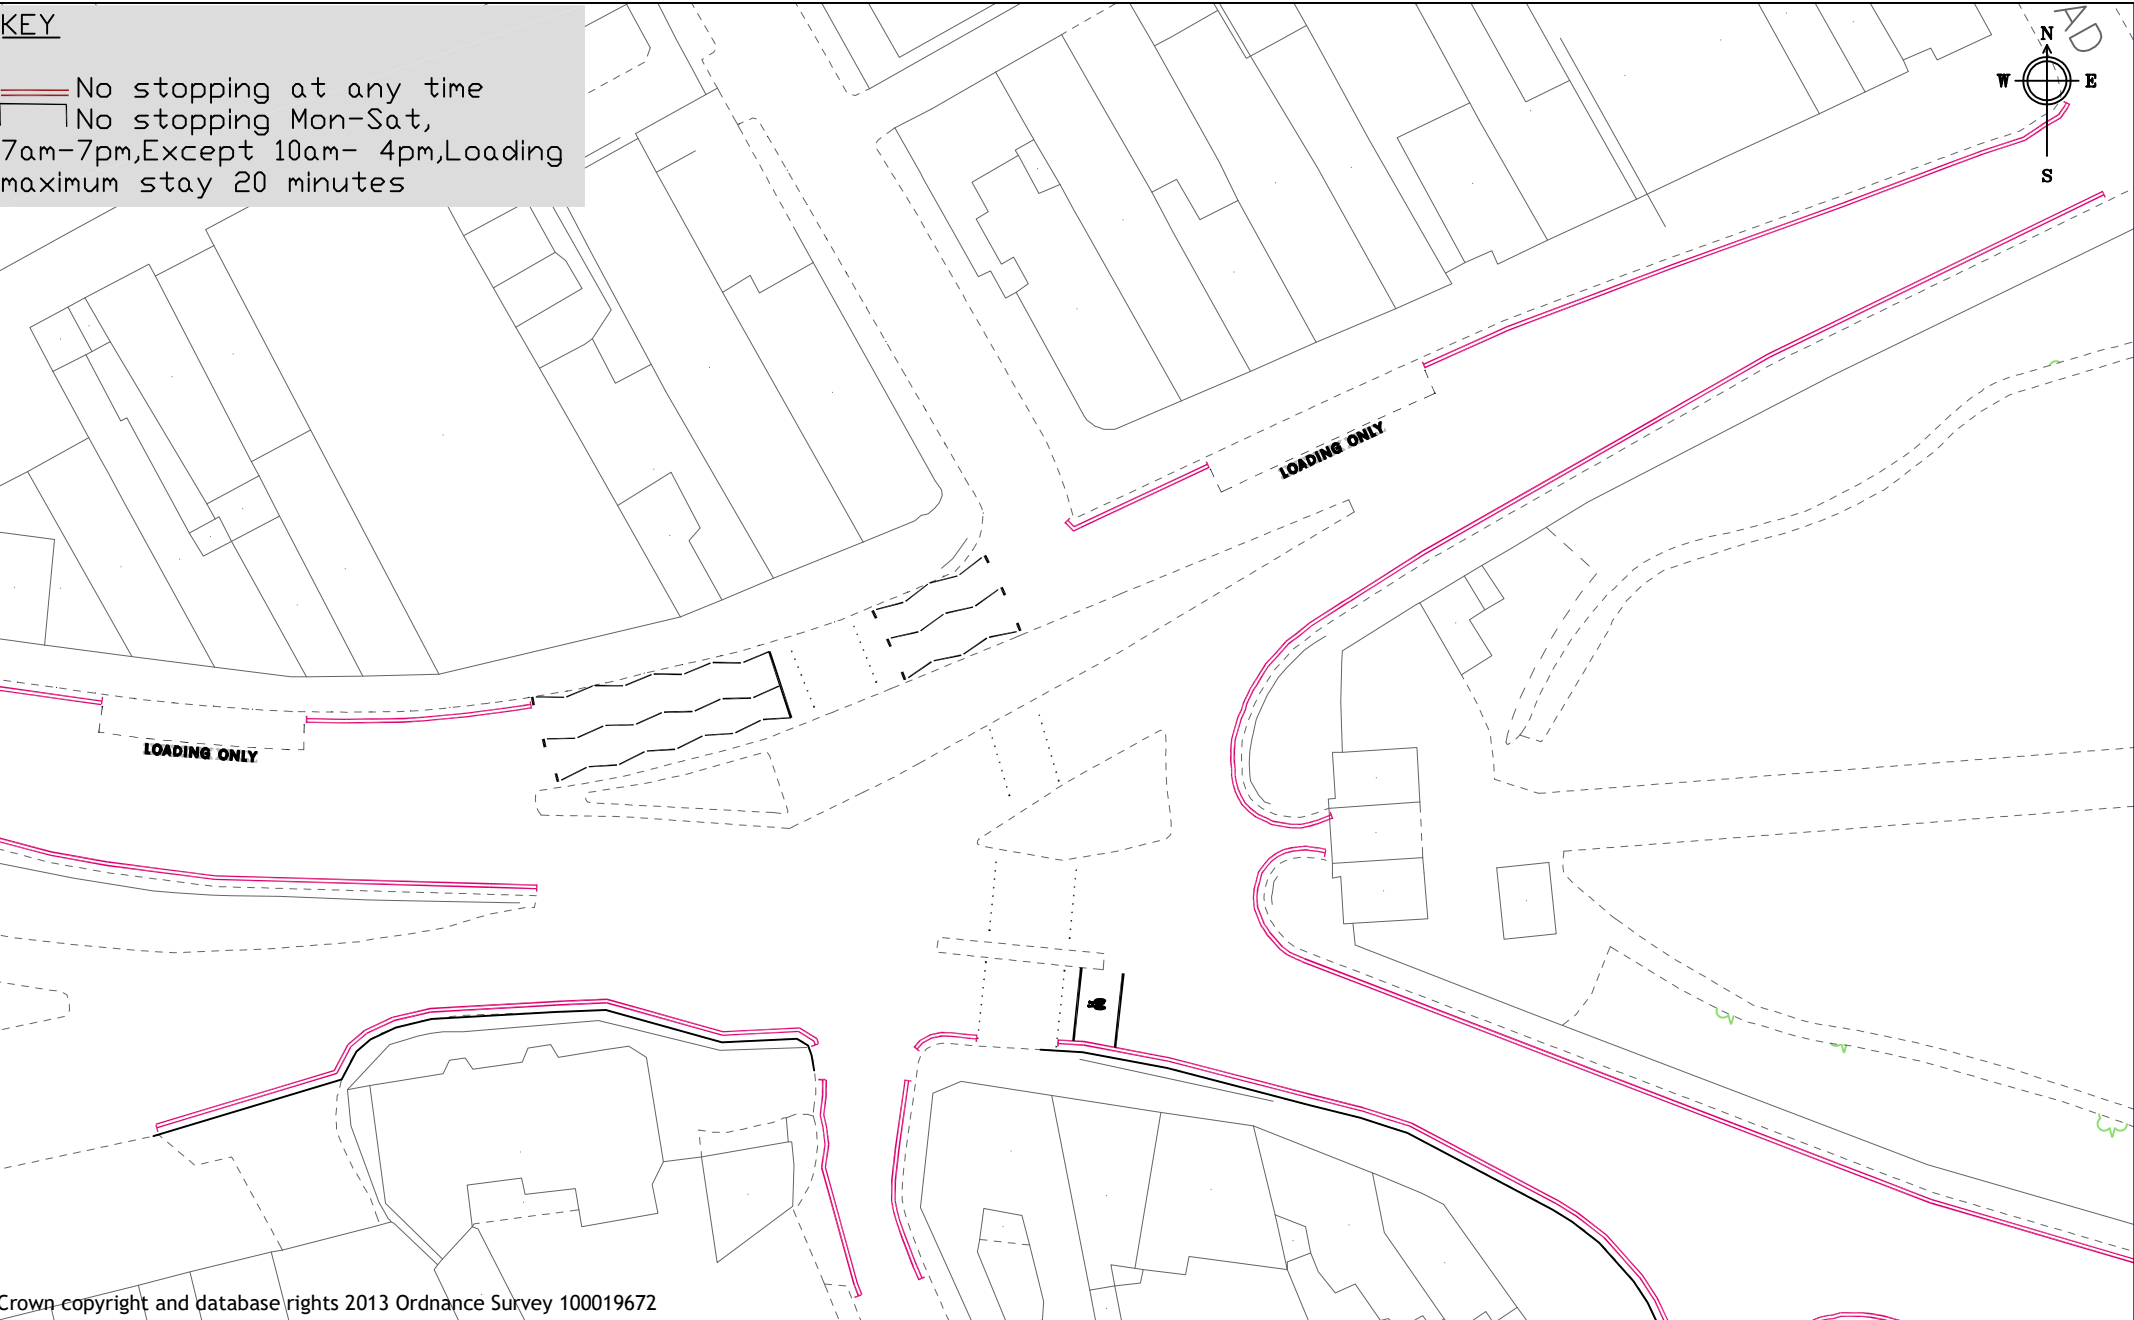 KEY
No stopping at any time
No stopping Mon-Sat,
7am-7pm,Except 10am- 4pm,Loading
maximum stay 20 minutes
AD
N
W E
S
LOADING ONLY
LOADING ONLY
Crown copyright and database rights 2013 Ordnance Survey 100019672